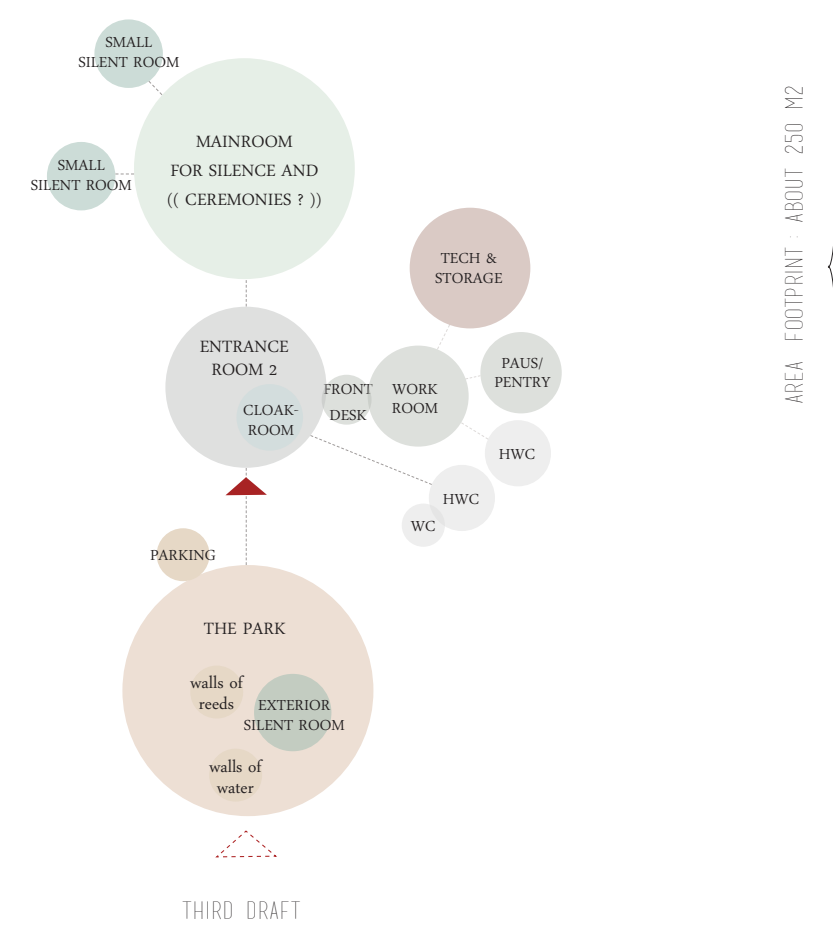 SMALL
SILENT ROOM
MAINROOM
FOR SILENCE AND
(( CEREMONIES ? ))
SMALL
SILENT ROOM
TECH &
STORAGE
ENTRANCE
ROOM 2
CLOAK-
ROOM
FRONT
DESK
WORK
ROOM
PAUS/
PENTRY
HWC
HWC
WC
PARKING
THE PARK
walls of
reeds
EXTERIOR
SILENT ROOM
walls of
water
THIRD DRAFT
AREA FOOTPRINT : ABOUT 250 M2